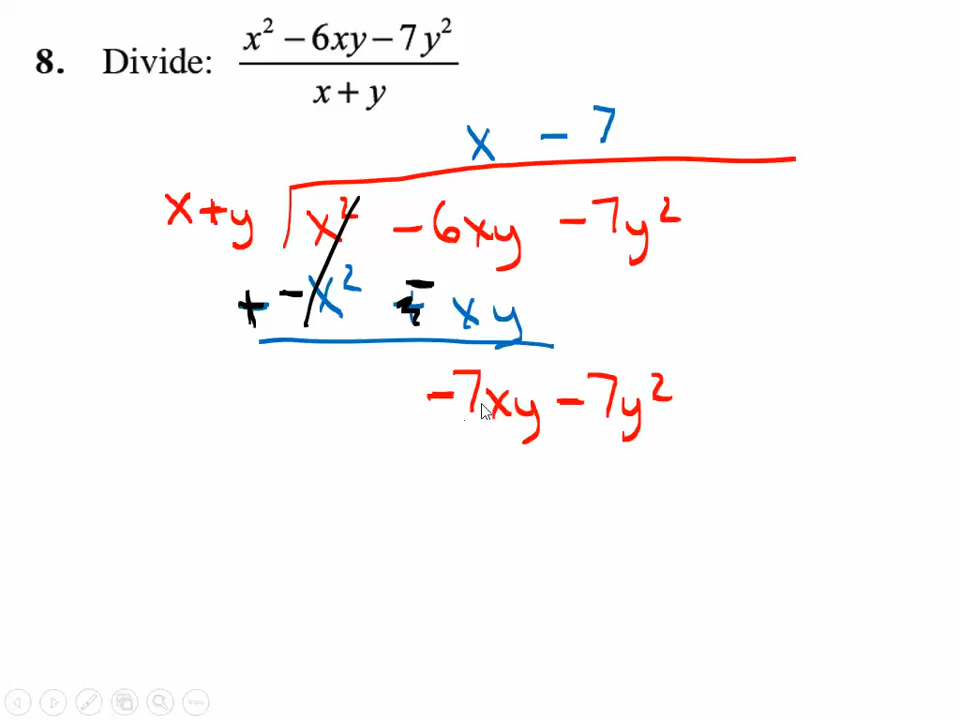 8. Divide: x² − 6xy − 7y²
x + y
x − 7
x+y x² − 6xy − 7y²
+ − x² − xy
−7xy − 7y²